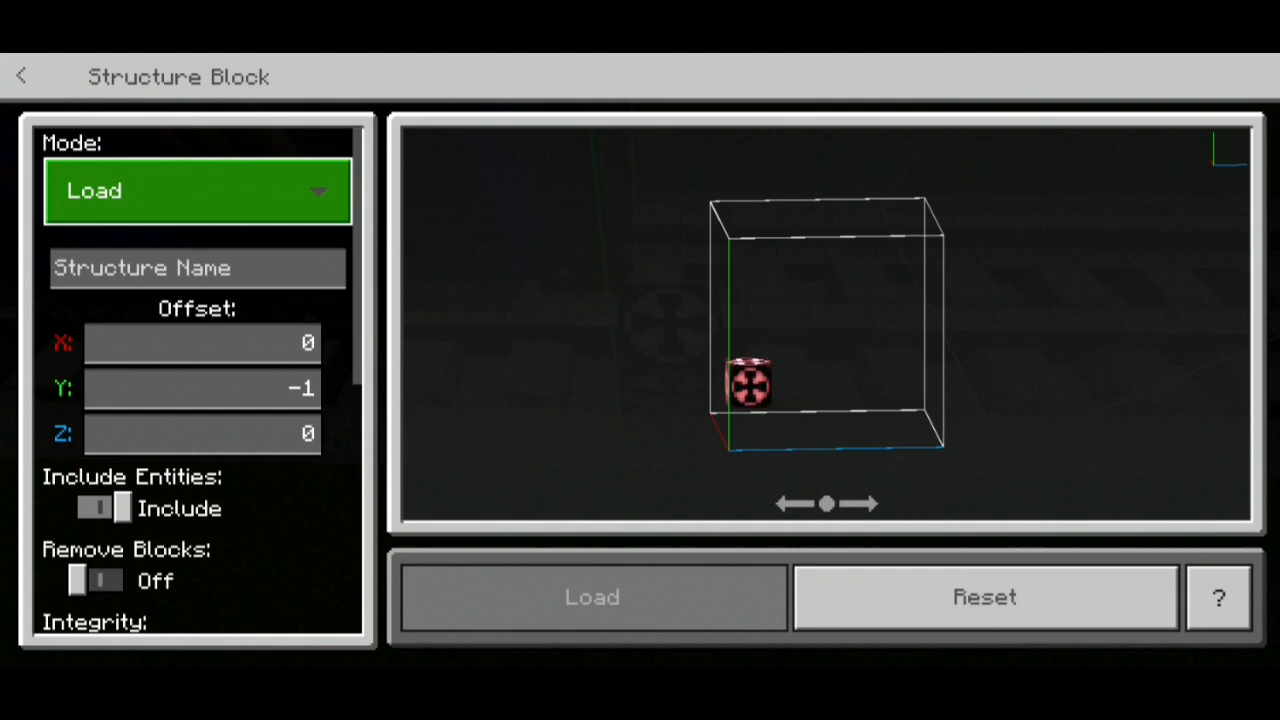 Structure Block
Mode:
Load
Structure Name
Offset:
X: 0
Y: -1
Z: 0
Include Entities:
Include
Remove Blocks:
Off
Integrity:
Load
Reset
?